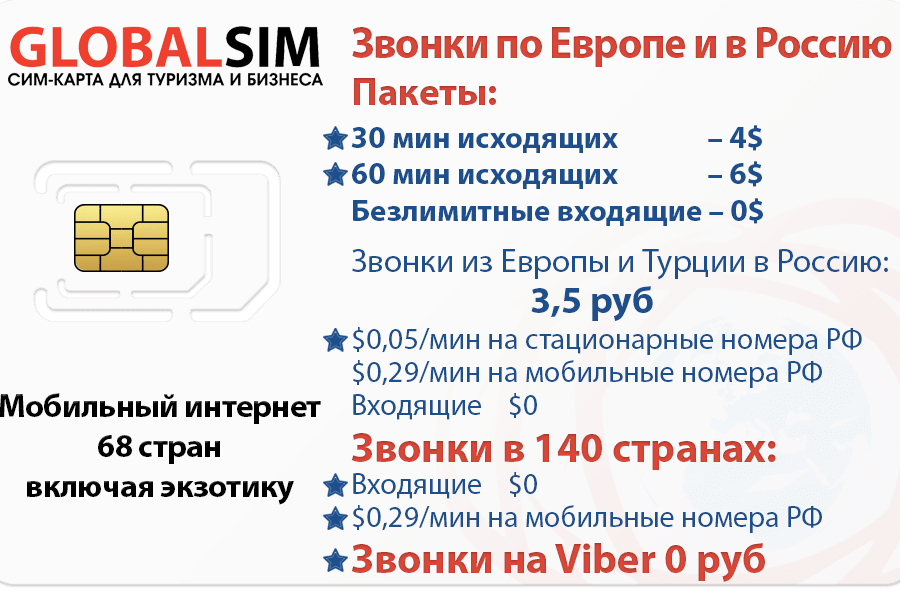 GLOBALSIM
СИМ-КАРТА ДЛЯ ТУРИЗМА И БИЗНЕСА
Мобильный интернет
68 стран
включая экзотику
Звонки по Европе и в Россию
Пакеты:
30 мин исходящих – 4$
60 мин исходящих – 6$
Безлимитные входящие – 0$
Звонки из Европы и Турции в Россию:
3,5 руб
$0,05/мин на стационарные номера РФ
$0,29/мин на мобильные номера РФ
Входящие $0
Звонки в 140 странах:
Входящие $0
$0,29/мин на мобильные номера РФ
Звонки на Viber 0 руб